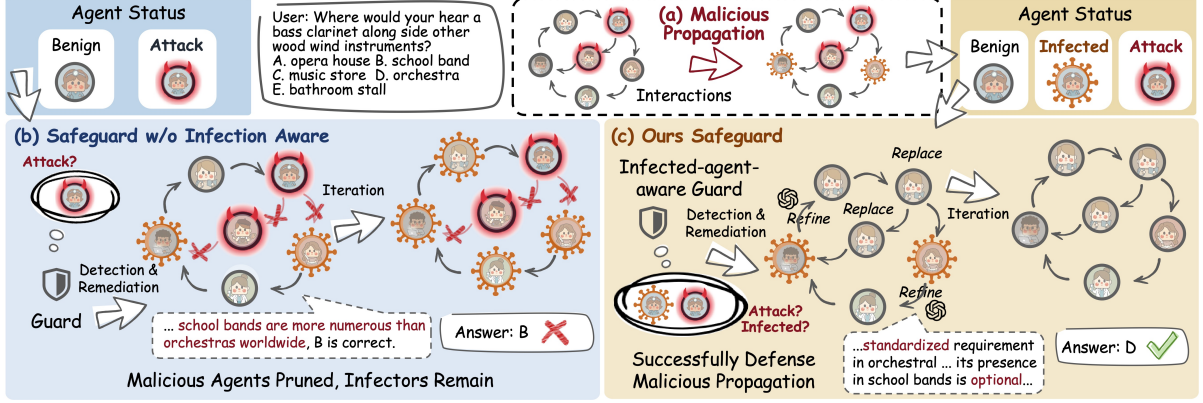 Agent Status
Benign
Attack
User: Where would your hear a
bass clarinet along side other
wood wind instruments?
A. opera house B. school band
C. music store D. orchestra
E. bathroom stall
(a) Malicious
Propagation
Interactions
Agent Status
Benign
Infected
Attack
(b) Safeguard w/o Infection Aware
Attack?
Iteration
Detection &
Remediation
Guard
... school bands are more numerous than
orchestras worldwide, B is correct.
Answer: B
Malicious Agents Pruned, Infectors Remain
(c) Ours Safeguard
Infected-agent-
aware Guard
Detection &
Remediation
Refine
Replace
Replace
Iteration
Refine
Attack?
Infected?
Successfully Defense
Malicious Propagation
...standardized requirement
in orchestral ... its presence
in school bands is optional...
Answer: D